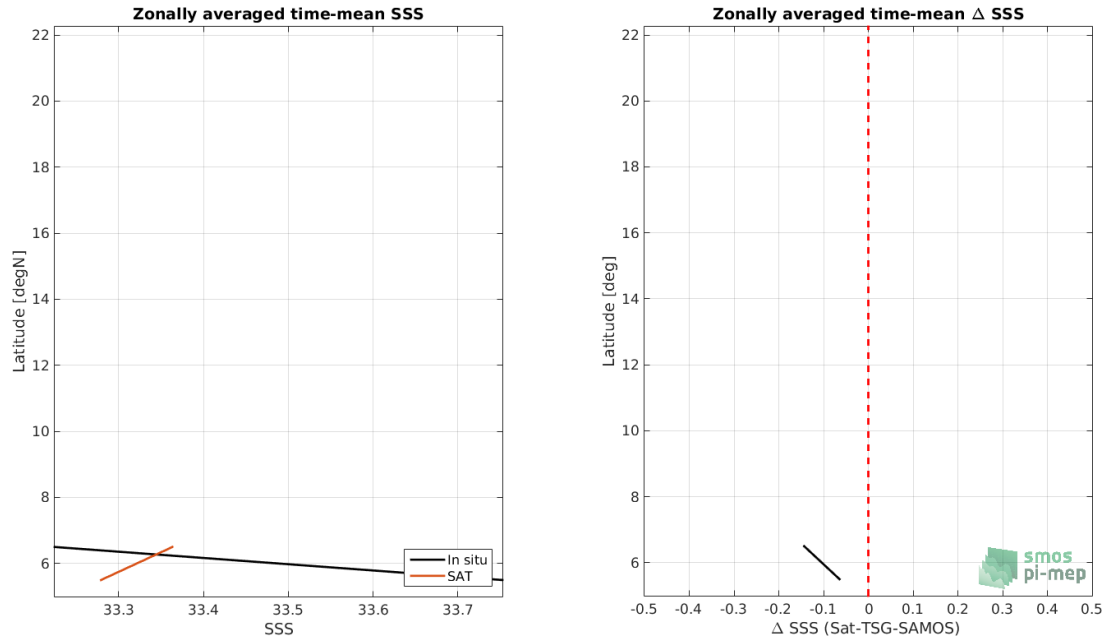 Zonally averaged time-mean SSS
22
20
18
16
14
12
10
8
6
Latitude [degN]
33.3 33.4 33.5 33.6 33.7
SSS
In situ
SAT
Zonally averaged time-mean Δ SSS
22
20
18
16
14
12
10
8
6
Latitude [deg]
-0.5 -0.4 -0.3 -0.2 -0.1 0 0.1 0.2 0.3 0.4 0.5
Δ SSS (Sat-TSG-SAMOS)
smos
pi-mep